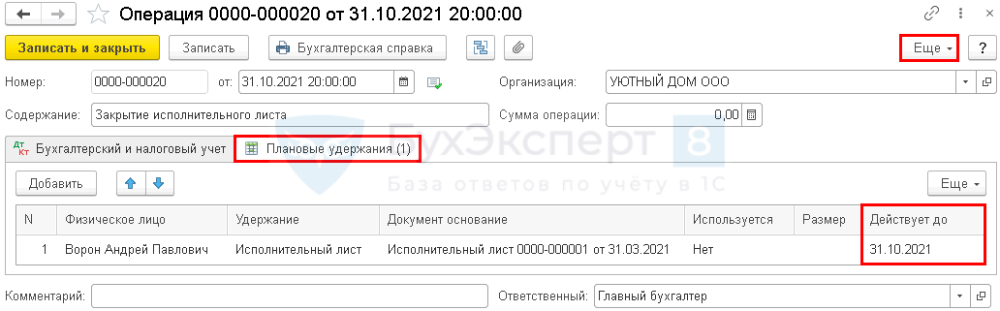 Операция 0000-000020 от 31.10.2021 20:00:00
Записать и закрыть Записать Бухгалтерская справка Еще ?
Номер: 0000-000020 от: 31.10.2021 20:00:00 Организация: УЮТНЫЙ ДОМ ООО
Содержание: Закрытие исполнительного листа Сумма операции: 0,00
БухЭксперт 8
База ответов по учёту в 1С
Дт Кт Бухгалтерский и налоговый учет Плановые удержания (1)
Добавить Еще
N Физическое лицо Удержание Документ основание Используется Размер Действует до
1 Ворон Андрей Павлович Исполнительный лист Исполнительный лист 0000-000001 от 31.03.2021 Нет 31.10.2021
Комментарий: Ответственный: Главный бухгалтер